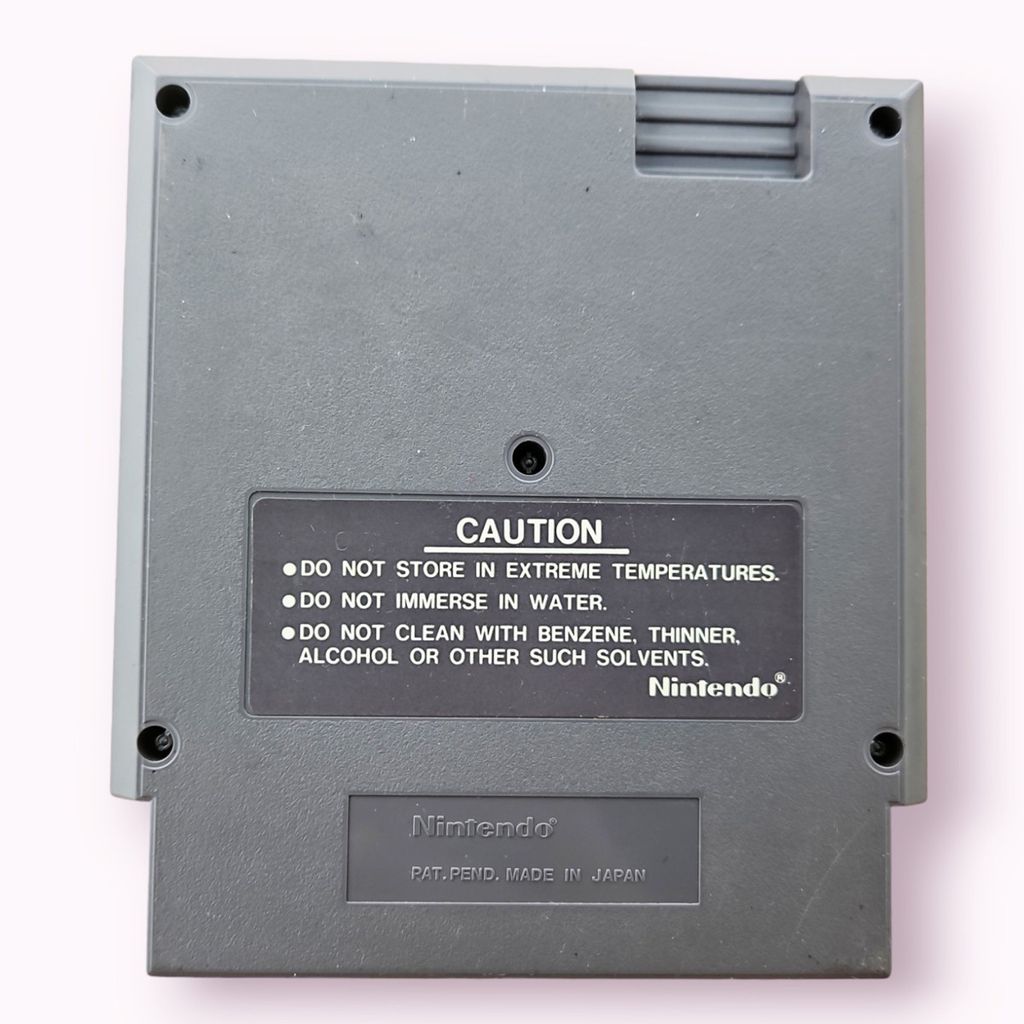 CAUTION
●DO NOT STORE IN EXTREME TEMPERATURES.
●DO NOT IMMERSE IN WATER.
●DO NOT CLEAN WITH BENZENE, THINNER,
ALCOHOL OR OTHER SUCH SOLVENTS.
Nintendo®
Nintendo®
PAT. PEND. MADE IN JAPAN